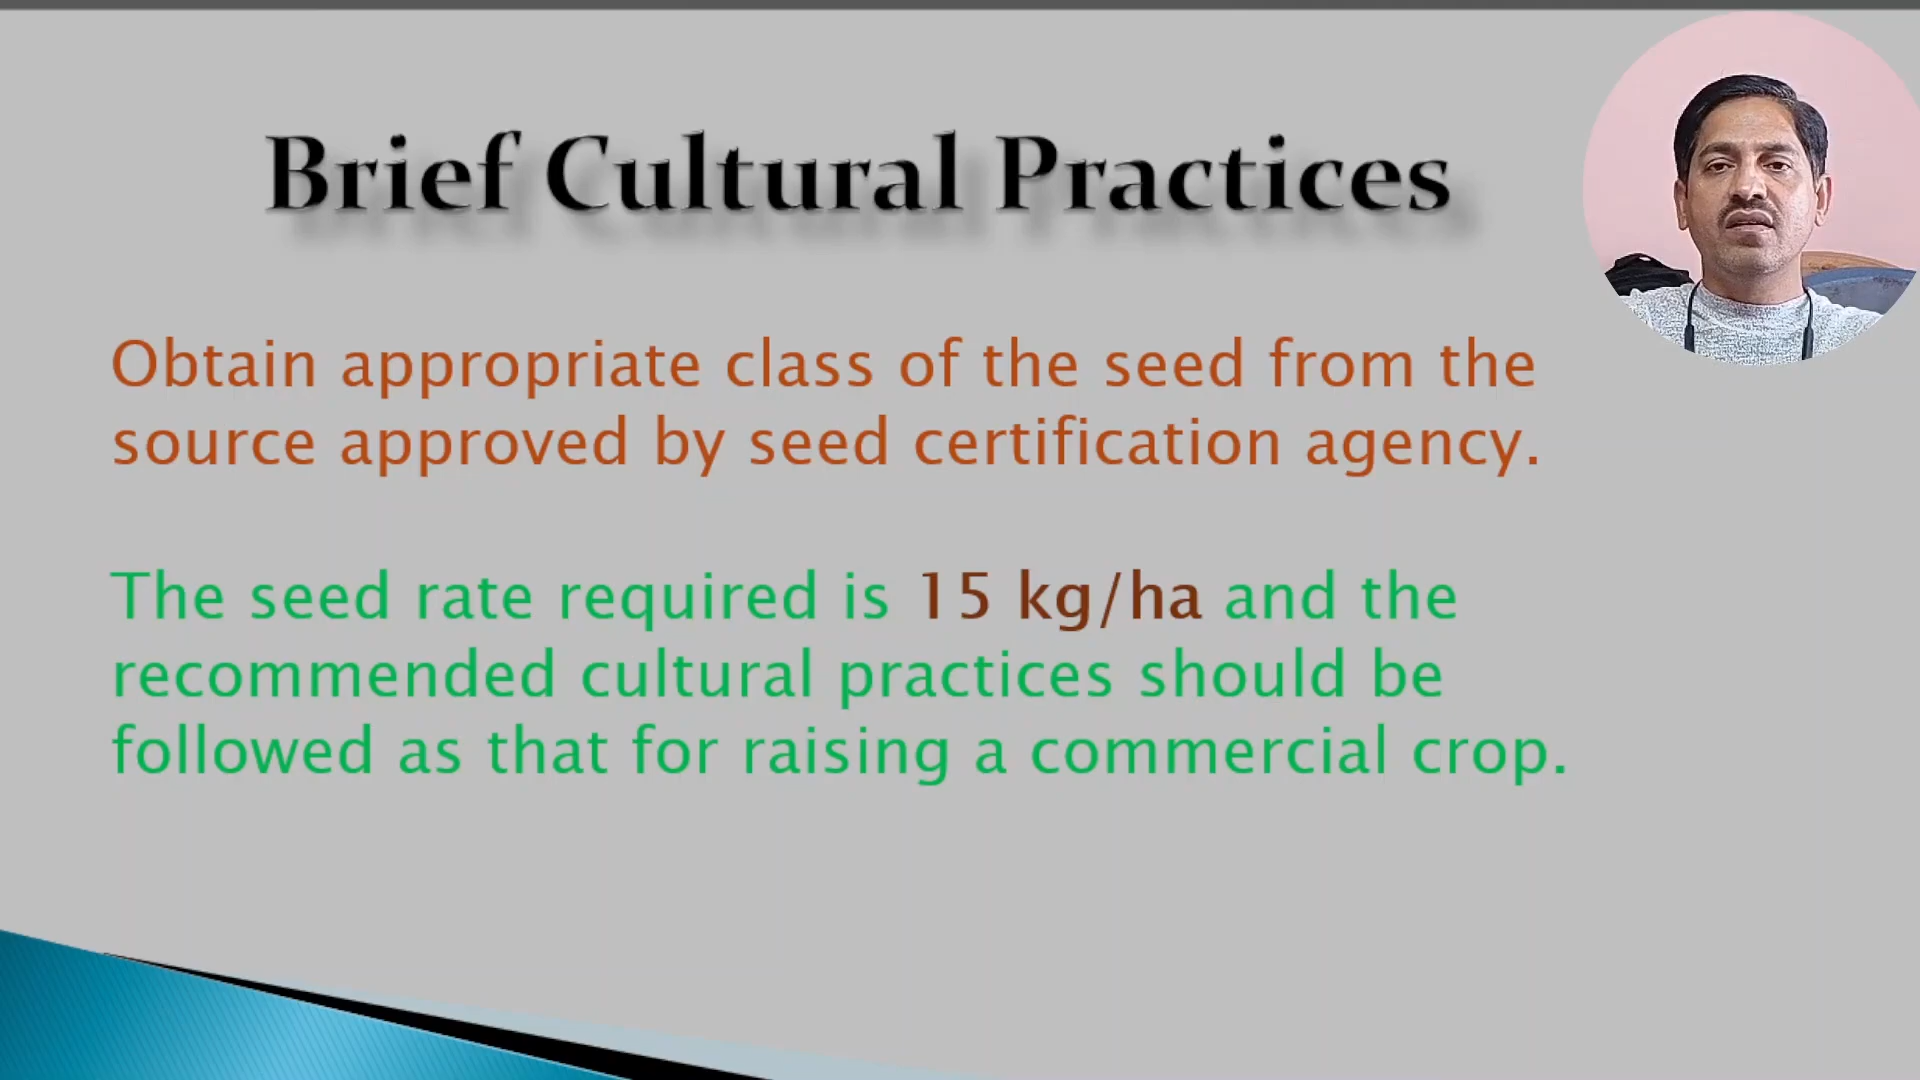 Brief Cultural Practices
Obtain appropriate class of the seed from the
source approved by seed certification agency.
The seed rate required is 15 kg/ha and the
recommended cultural practices should be
followed as that for raising a commercial crop.